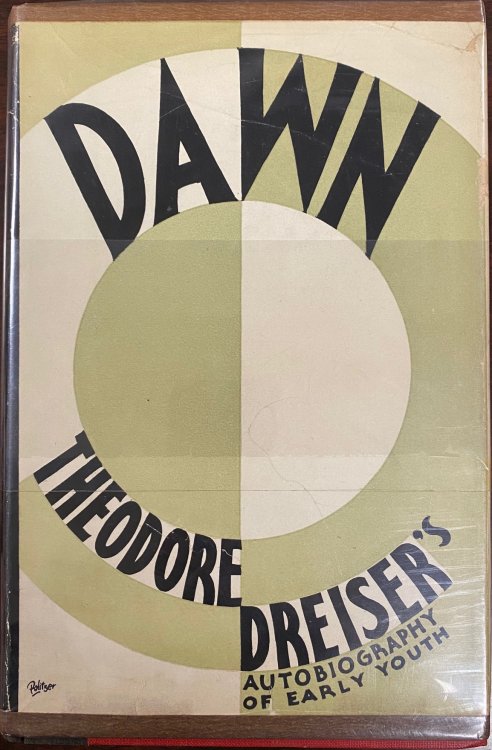 DAWN
THEODORE
DREISER'S
AUTOBIOGRAPHY
OF EARLY YOUTH
Politzer